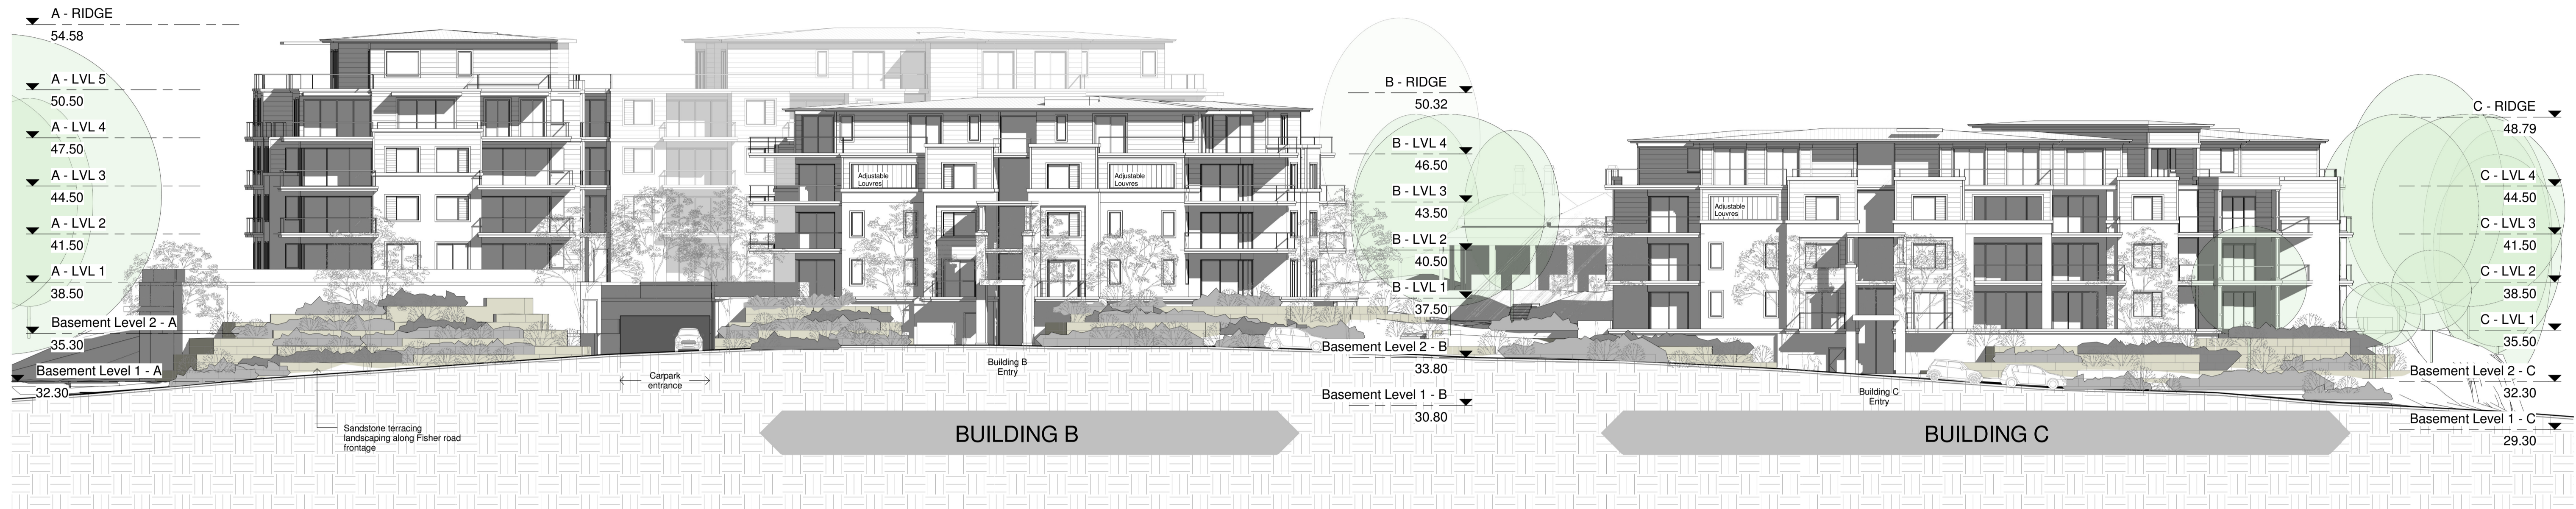 A - RIDGE
54.58
A - LVL 5
50.50
A - LVL 4
47.50
A - LVL 3
44.50
A - LVL 2
41.50
A - LVL 1
38.50
Basement Level 2 - A
35.30
Basement Level 1 - A
32.30
Sandstone terracing
landscaping along Fisher road
frontage
Carpark
entrance
Adjustable
Louvres
Adjustable
Louvres
Building B
Entry
BUILDING B
B - RIDGE
50.32
B - LVL 4
46.50
B - LVL 3
43.50
B - LVL 2
40.50
B - LVL 1
37.50
Basement Level 2 - B
33.80
Basement Level 1 - B
30.80
Adjustable
Louvres
Building C
Entry
BUILDING C
C - RIDGE
48.79
C - LVL 4
44.50
C - LVL 3
41.50
C - LVL 2
38.50
C - LVL 1
35.50
Basement Level 2 - C
32.30
Basement Level 1 - C
29.30